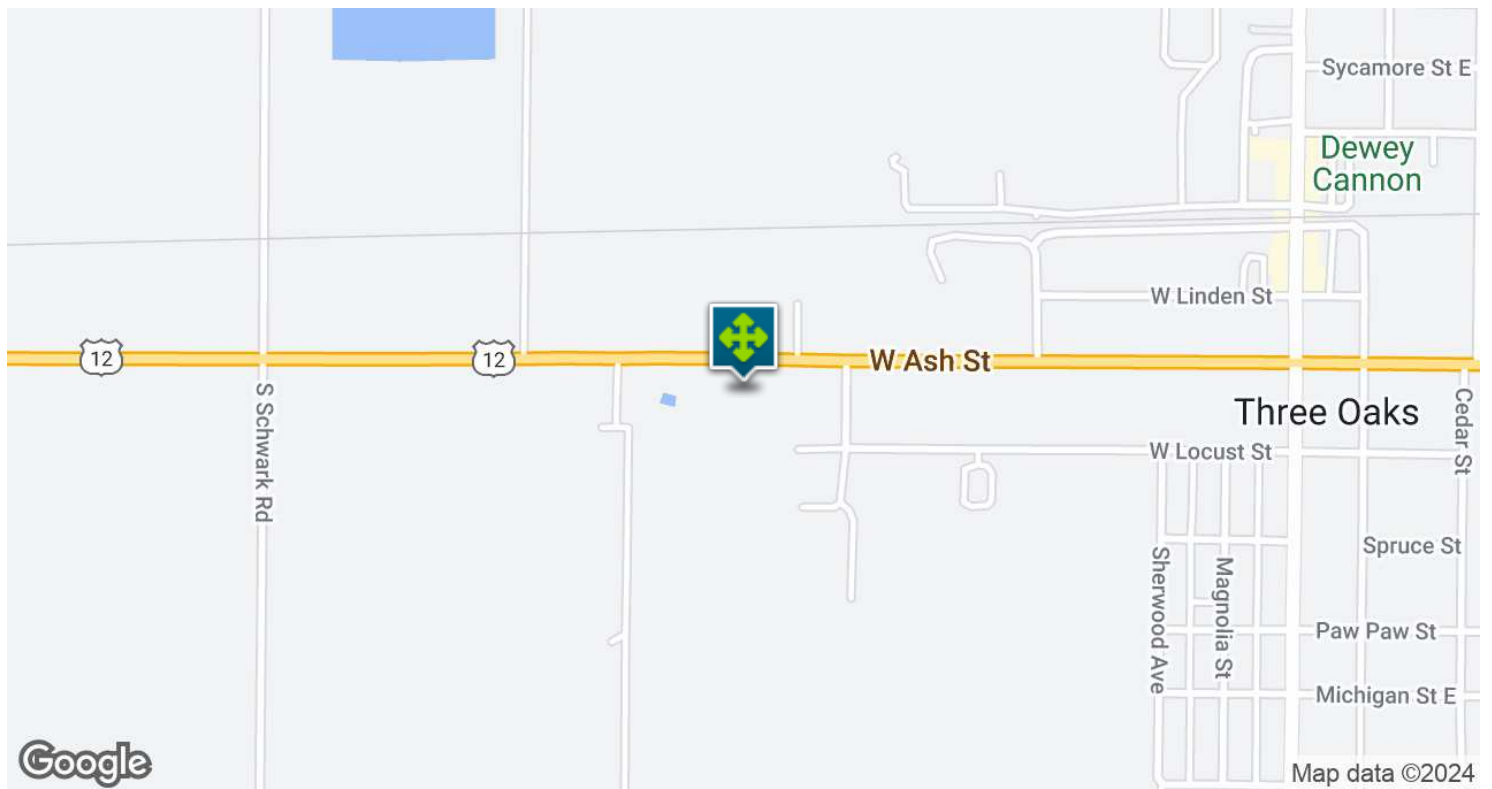 Sycamore St E
Dewey
Cannon
W Linden St
12
12
W Ash St
Three Oaks
S Schwark Rd
W Locust St
Cedar St
Spruce St
Sherwood Ave
Magnolia St
Paw Paw St
Michigan St E
Google
Map data ©2024